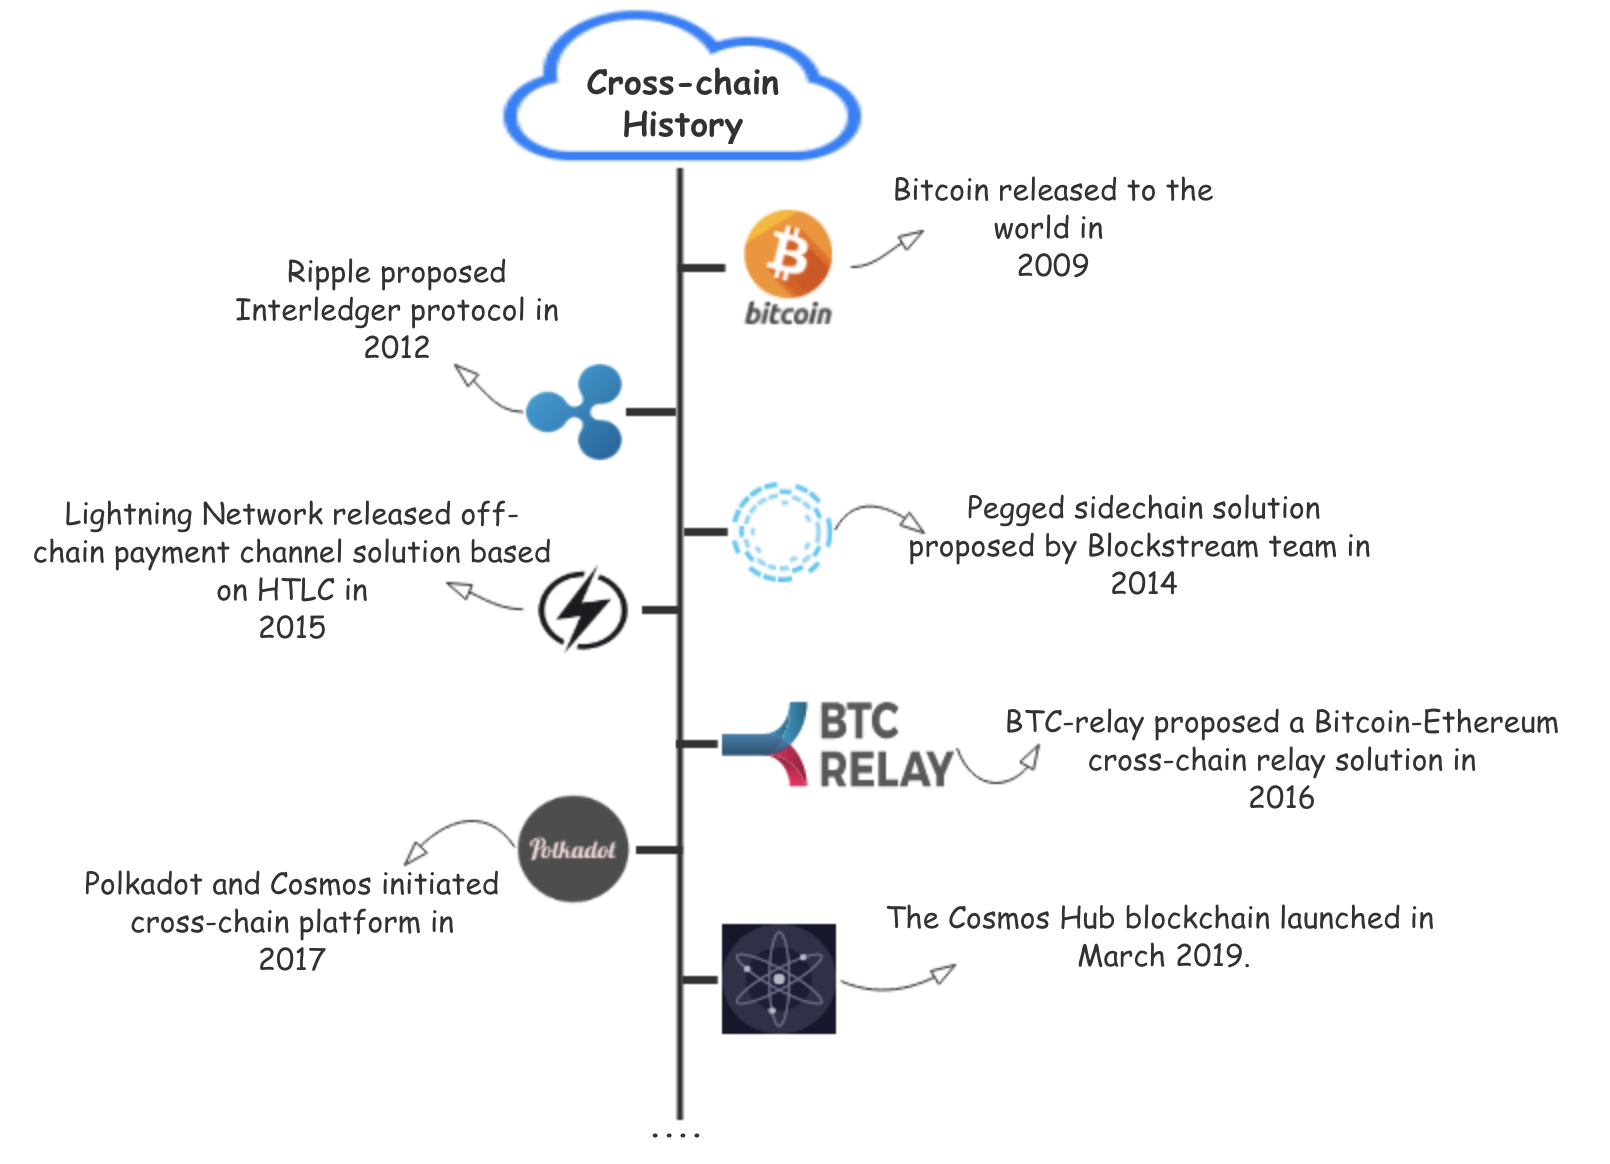 Cross-chain
History
Bitcoin released to the
world in
2009
bitcoin
Ripple proposed
Interledger protocol in
2012
Pegged sidechain solution
proposed by Blockstream team in
2014
Lightning Network released off-
chain payment channel solution based
on HTLC in
2015
BTC
RELAY
BTC-relay proposed a Bitcoin-Ethereum
cross-chain relay solution in
2016
Polkadot
Polkadot and Cosmos initiated
cross-chain platform in
2017
The Cosmos Hub blockchain launched in
March 2019.
....